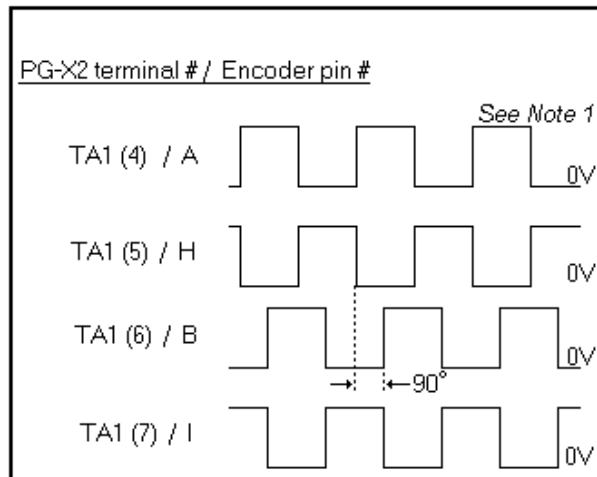 PG-X2 terminal # / Encoder pin #
See Note 1
TA1 (4) / A
0V
TA1 (5) / H
0V
TA1 (6) / B
0V
90°
TA1 (7) / I
0V